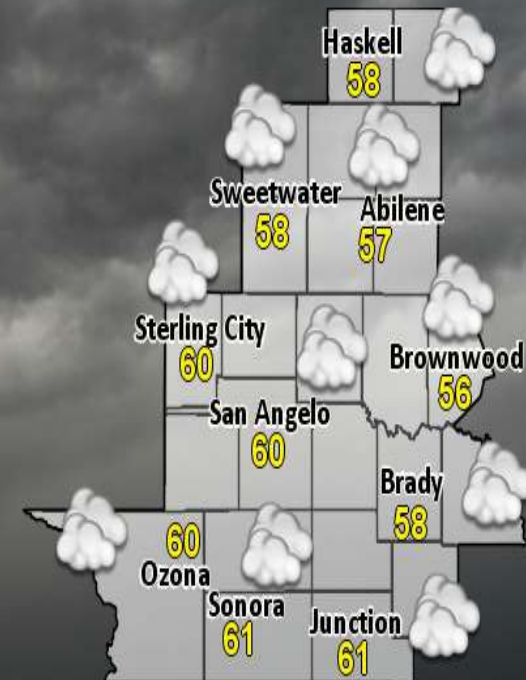 Haskell
58
Sweetwater
58
Abilene
57
Sterling City
60
Brownwood
56
San Angelo
60
Brady
58
60
Ozona
Sonora
61
Junction
61